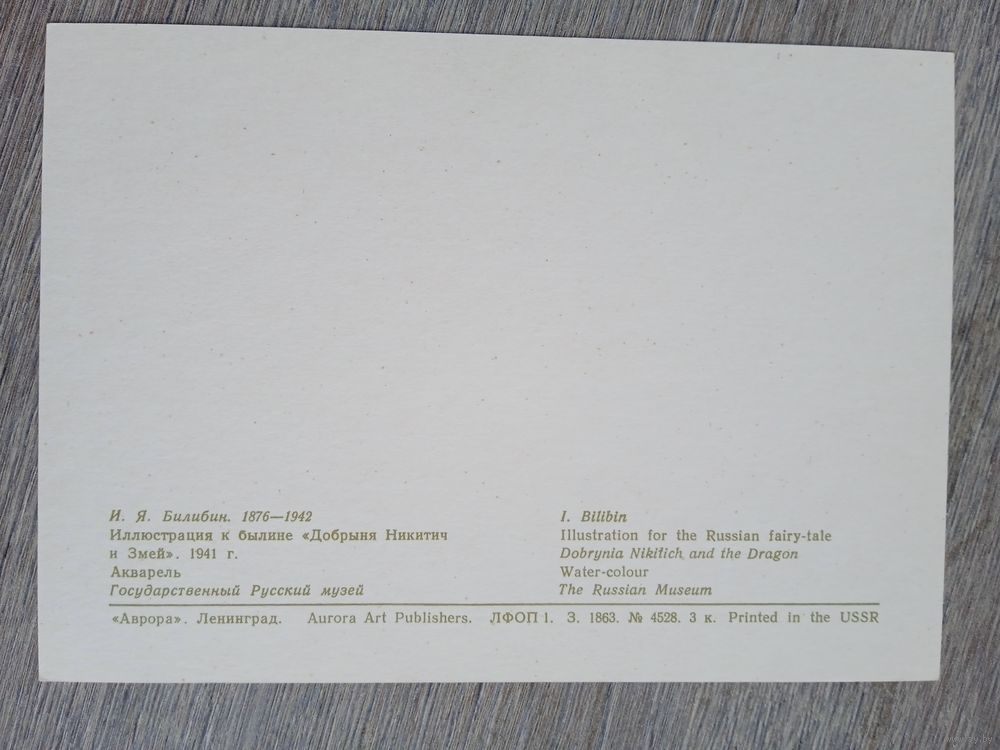 И. Я. Билибин. 1876—1942
Иллюстрация к былине «Добрыня Никитич
и Змей». 1941 г.
Акварель
Государственный Русский музей
I. Bilibin
Illustration for the Russian fairy-tale
Dobrynia Nikitich and the Dragon
Water-colour
The Russian Museum
«Аврора». Ленинград. Aurora Art Publishers. ЛФОП 1. З. 1863. № 4528. 3 к. Printed in the USSR